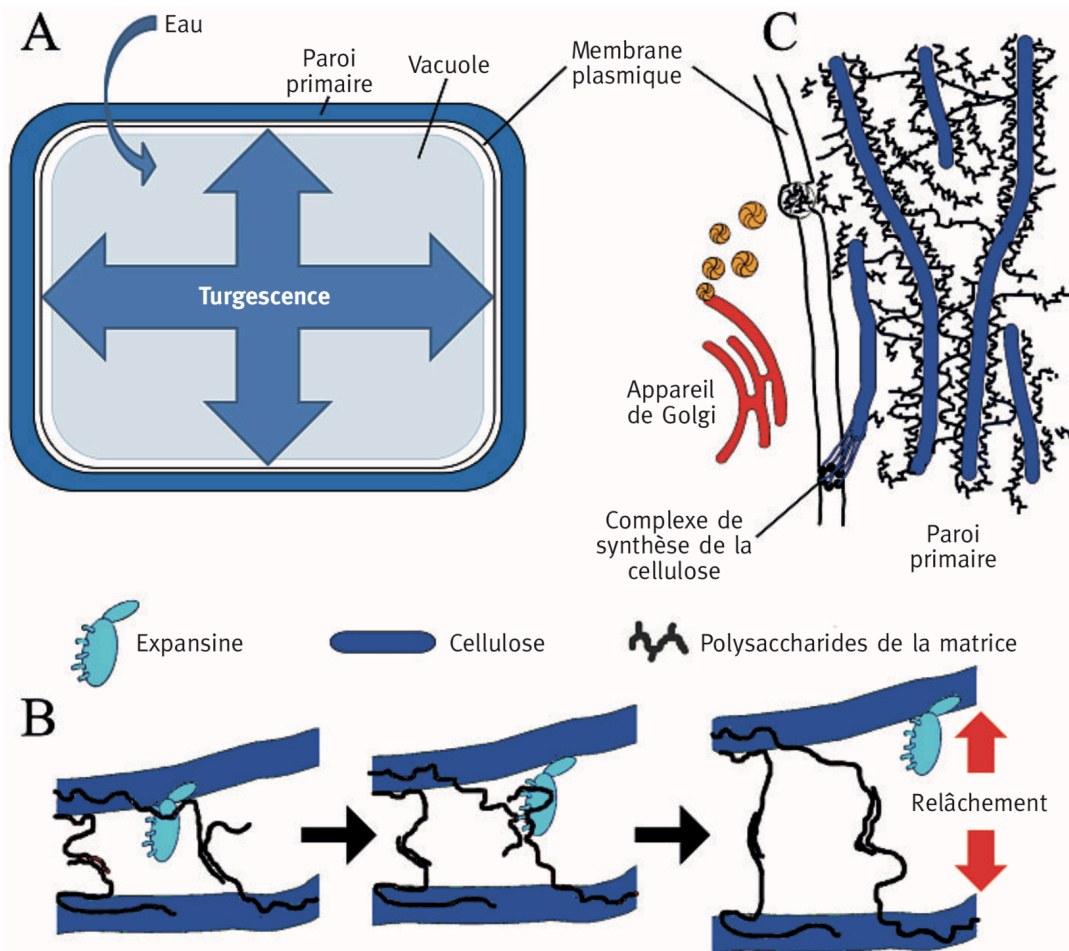 A
Eau
Paroi
primaire
Vacuole
Membrane
plasmique
C
Turgescence
Appareil
de Golgi
Complexe de
synthèse de la
cellulose
Paroi
primaire
Expansine
Cellulose
Polysaccharides de la matrice
B
Relâchement